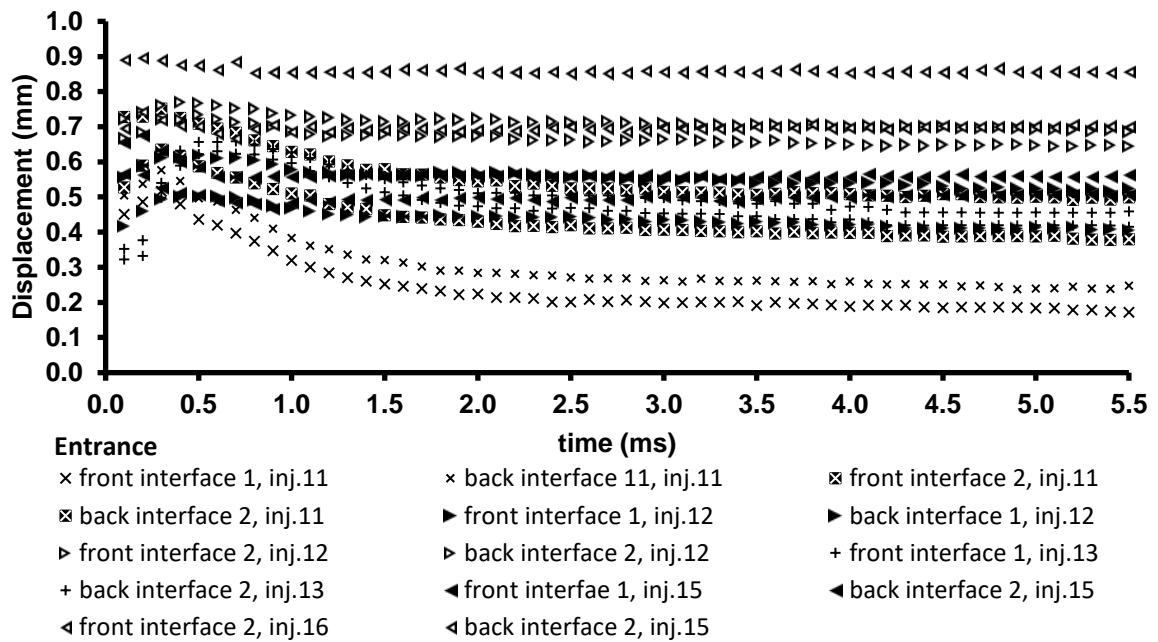 1.0
0.9
0.8
0.7
0.6
0.5
0.4
0.3
0.2
0.1
0.0
Displacement (mm)
0.0 0.5 1.0 1.5 2.0 2.5 3.0 3.5 4.0 4.5 5.0 5.5
time (ms)
Entrance
front interface 1, inj.11 back interface 11, inj.11 front interface 2, inj.11
back interface 2, inj.11 front interface 1, inj.12 back interface 1, inj.12
front interface 2, inj.12 back interface 2, inj.12 front interface 1, inj.13
back interface 2, inj.13 front interfae 1, inj.15 back interface 2, inj.15
front interface 2, inj.16 back interface 2, inj.15